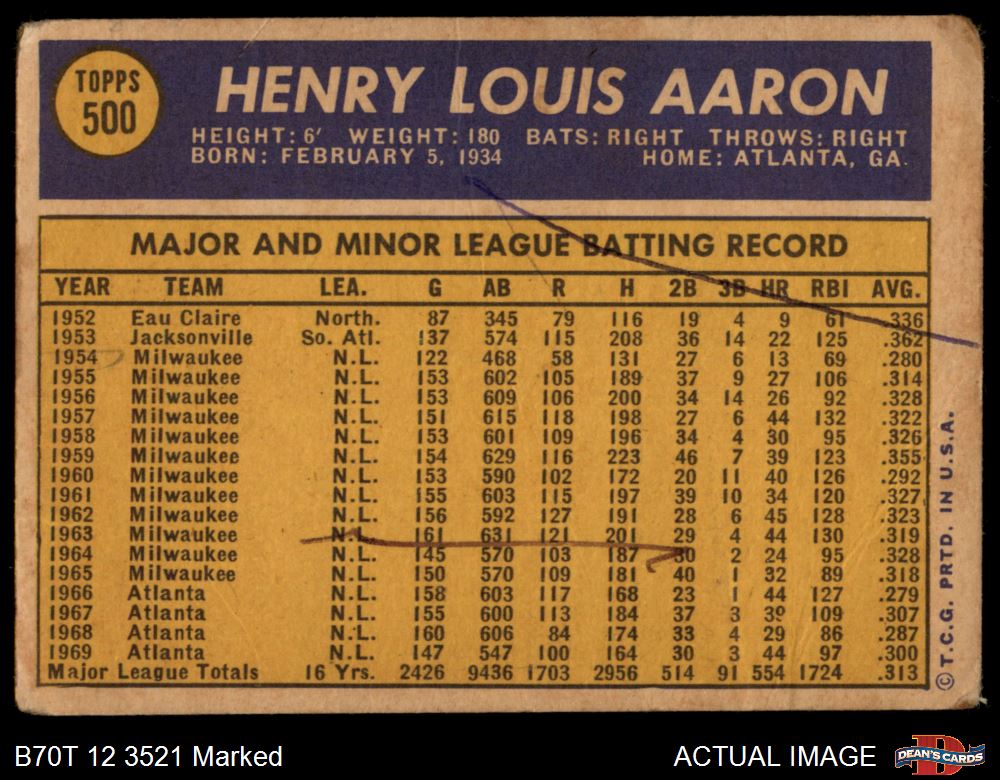 TOPPS
500
HENRY LOUIS AARON
HEIGHT: 6' WEIGHT: 180 BATS: RIGHT THROWS: RIGHT
BORN: FEBRUARY 5, 1934 HOME: ATLANTA, GA.
MAJOR AND MINOR LEAGUE BATTING RECORD
YEAR TEAM LEA. G AB R H 2B 3B HR RBI AVG.
1952 Eau Claire North. 87 345 79 116 19 4 9 61 .336
1953 Jacksonville So. Atl. 137 574 115 208 36 14 22 125 .362
1954 Milwaukee N.L. 122 468 58 131 27 6 13 69 .280
1955 Milwaukee N.L. 153 602 105 189 37 9 27 106 .314
1956 Milwaukee N.L. 153 609 106 200 34 14 26 92 .328
1957 Milwaukee N.L. 151 615 118 198 27 6 44 132 .322
1958 Milwaukee N.L. 153 601 109 196 34 4 30 95 .326
1959 Milwaukee N.L. 154 629 116 223 46 7 39 123 .355
1960 Milwaukee N.L. 153 590 102 172 20 11 40 126 .292
1961 Milwaukee N.L. 155 603 115 197 39 10 34 120 .327
1962 Milwaukee N.L. 156 592 127 191 28 6 45 128 .323
1963 Milwaukee N.L. 161 631 121 201 29 4 44 130 .319
1964 Milwaukee N.L. 145 570 103 187 30 2 24 95 .328
1965 Milwaukee N.L. 150 570 109 181 40 1 32 89 .318
1966 Atlanta N.L. 158 603 117 168 23 1 44 127 .279
1967 Atlanta N.L. 155 600 113 184 37 3 39 109 .307
1968 Atlanta N.L. 160 606 84 174 33 4 29 86 .287
1969 Atlanta N.L. 147 547 100 164 30 3 44 97 .300
Major League Totals 16 Yrs. 2426 9436 1703 2956 514 91 554 1724 .313
© T.C.G. PRTD. IN U.S.A.
B70T 12 3521 Marked
ACTUAL IMAGE
DEAN'S CARDS